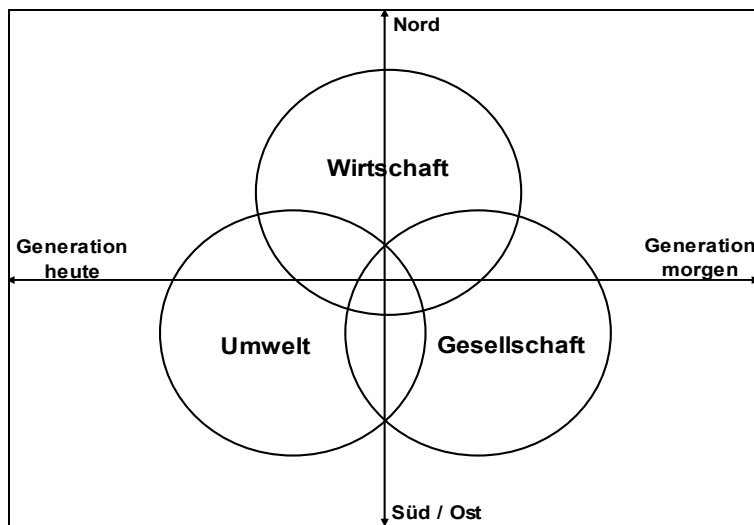 Nord
Wirtschaft
Generation
heute
Generation
morgen
Umwelt
Gesellschaft
Süd / Ost